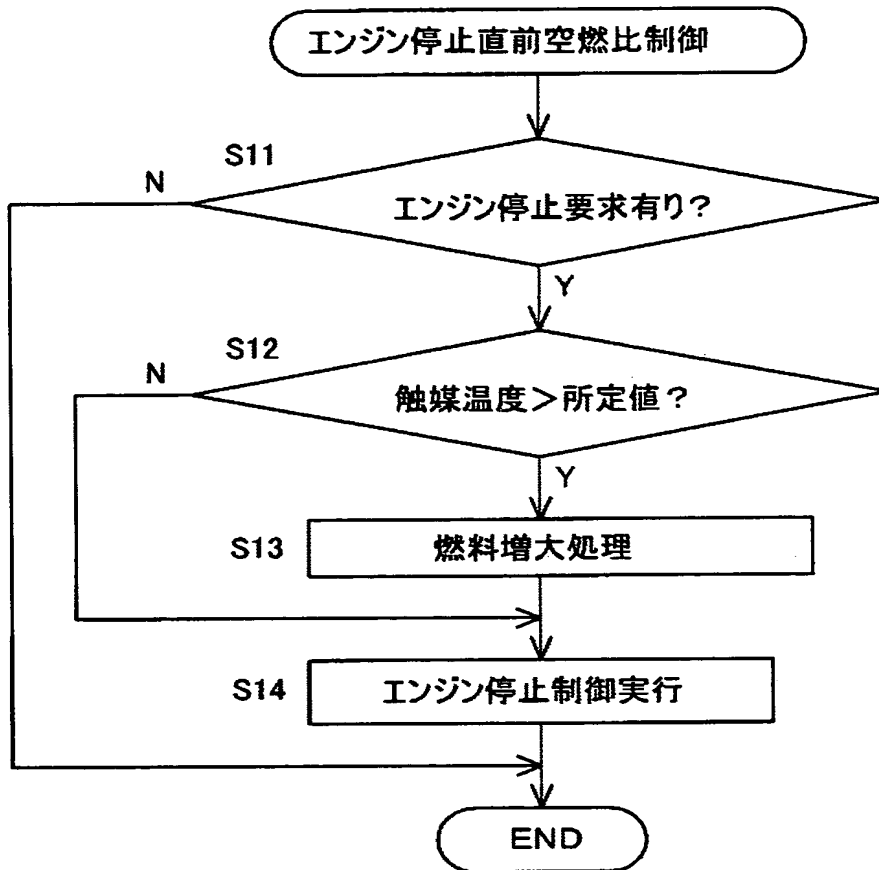 エンジン停止直前空燃比制御
S11
N
エンジン停止要求有り?
Y
S12
N
触媒温度>所定値?
Y
S13
燃料増大処理
S14
エンジン停止制御実行
END